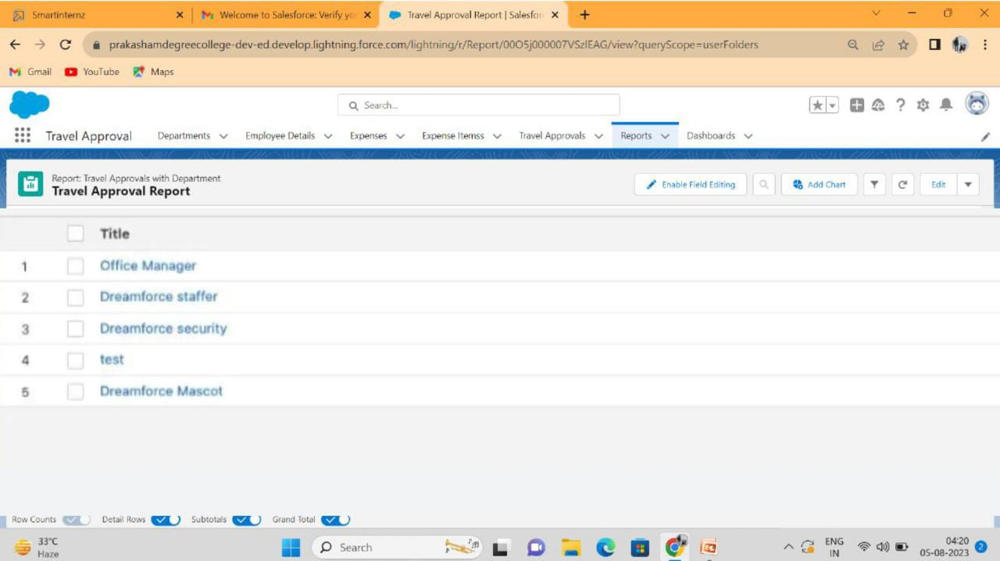 Smartinternz
Welcome to Salesforce: Verify yo
Travel Approval Report | Salesfor
prakashamdegreecollege-dev-ed.develop.lightning.force.com/lightning/r/Report/00O5j000007VSzlEAG/view?queryScope=userFolders
Gmail YouTube Maps
Search...
Travel Approval Departments Employee Details Expenses Expense Itemss Travel Approvals Reports Dashboards
Report: Travel Approvals with Department
Travel Approval Report
Enable Field Editing Add Chart Edit
Title
1 Office Manager
2 Dreamforce staffer
3 Dreamforce security
4 test
5 Dreamforce Mascot
Row Counts Detail Rows Subtotals Grand Total
33°C
Haze
Search
ENG
IN
04:20
05-08-2023
2